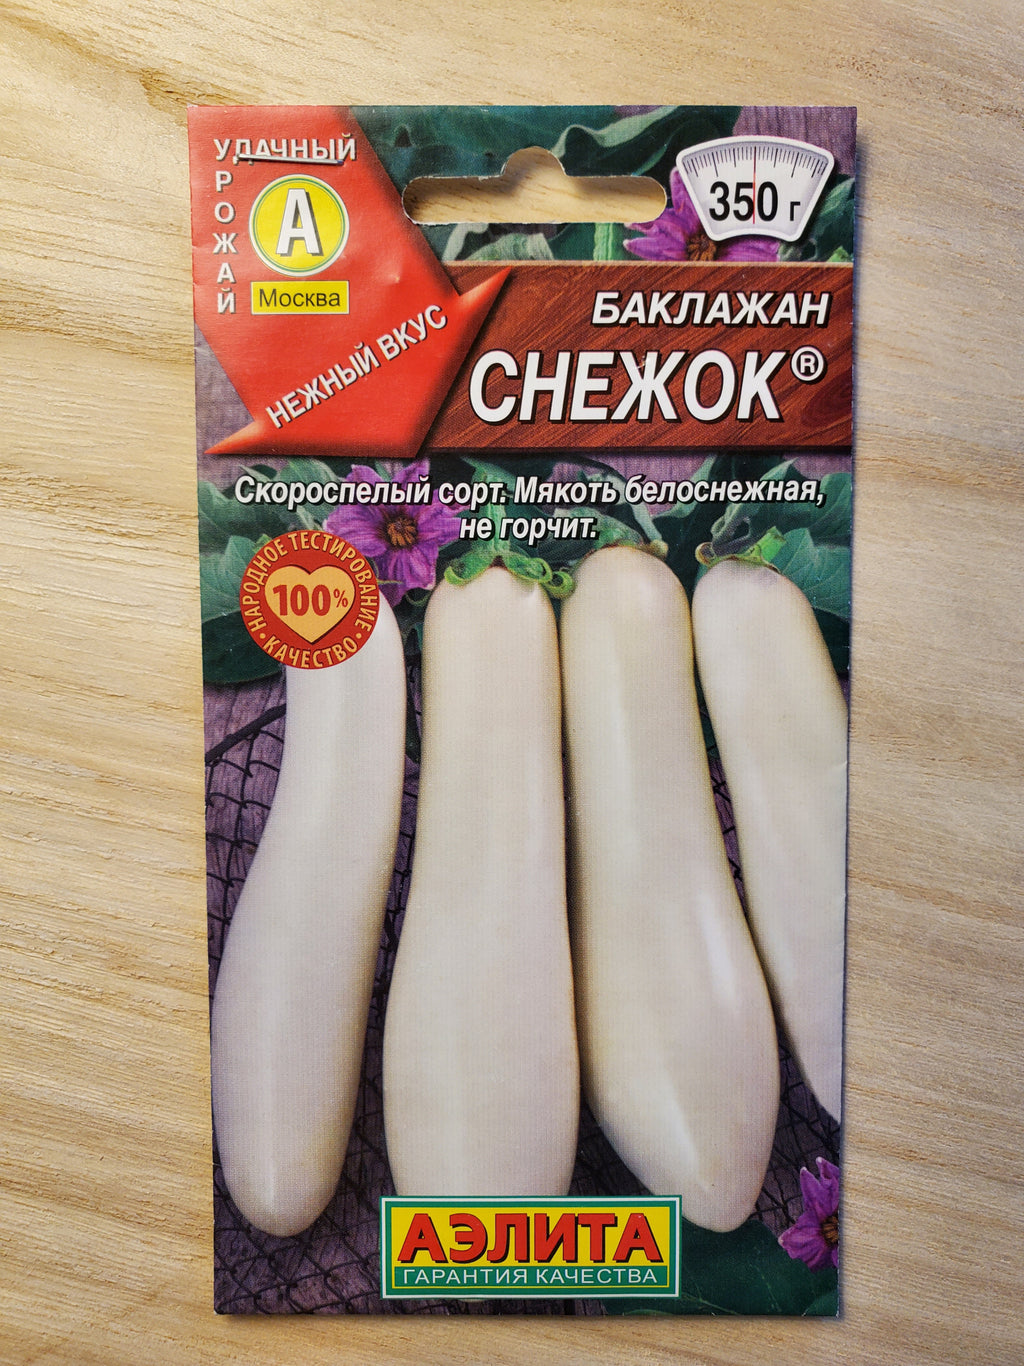 УДАЧНЫЙ
УРОЖАЙ
А
Москва
НЕЖНЫЙ ВКУС
350 г
БАКЛАЖАН
СНЕЖОК®
Скороспелый сорт. Мякоть белоснежная,
не горчит.
НАРОДНОЕ ТЕСТИРОВАНИЕ
100%
• КАЧЕСТВО •
АЭЛИТА
ГАРАНТИЯ КАЧЕСТВА